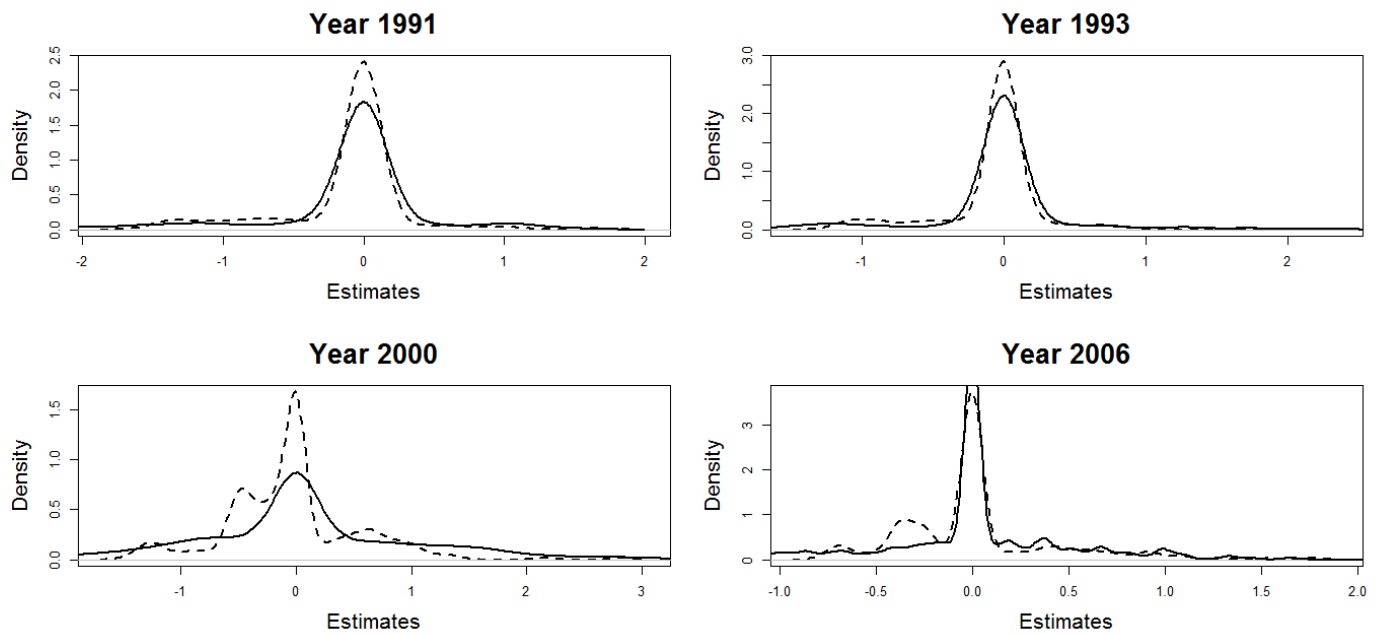 Year 1991
Density
0.0 0.5 1.0 1.5 2.0 2.5
-2 -1 0 1 2
Estimates
Year 1993
Density
0.0 1.0 2.0 3.0
-1 0 1 2
Estimates
Year 2000
Density
0.0 0.5 1.0 1.5
-1 0 1 2 3
Estimates
Year 2006
Density
0 1 2 3
-1.0 -0.5 0.0 0.5 1.0 1.5 2.0
Estimates